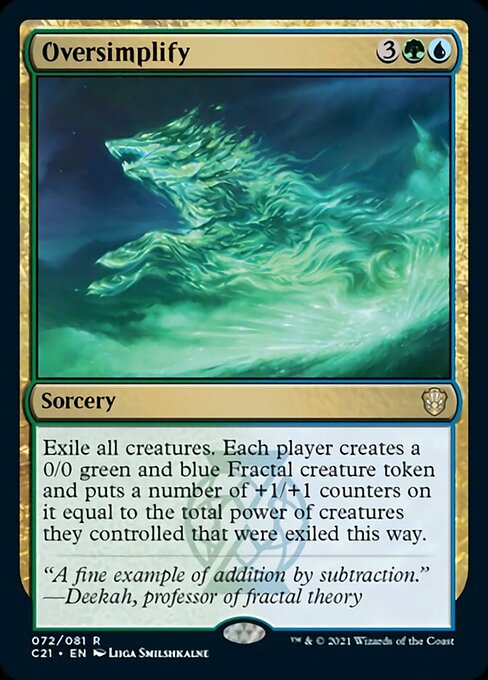 Oversimplify 3
Sorcery
Exile all creatures. Each player creates a
0/0 green and blue Fractal creature token
and puts a number of +1/+1 counters on
it equal to the total power of creatures
they controlled that were exiled this way.
“A fine example of addition by subtraction.”
—Deekah, professor of fractal theory
072/081 R
C21 • EN Liiga Smilshkalne
™ & © 2021 Wizards of the Coast